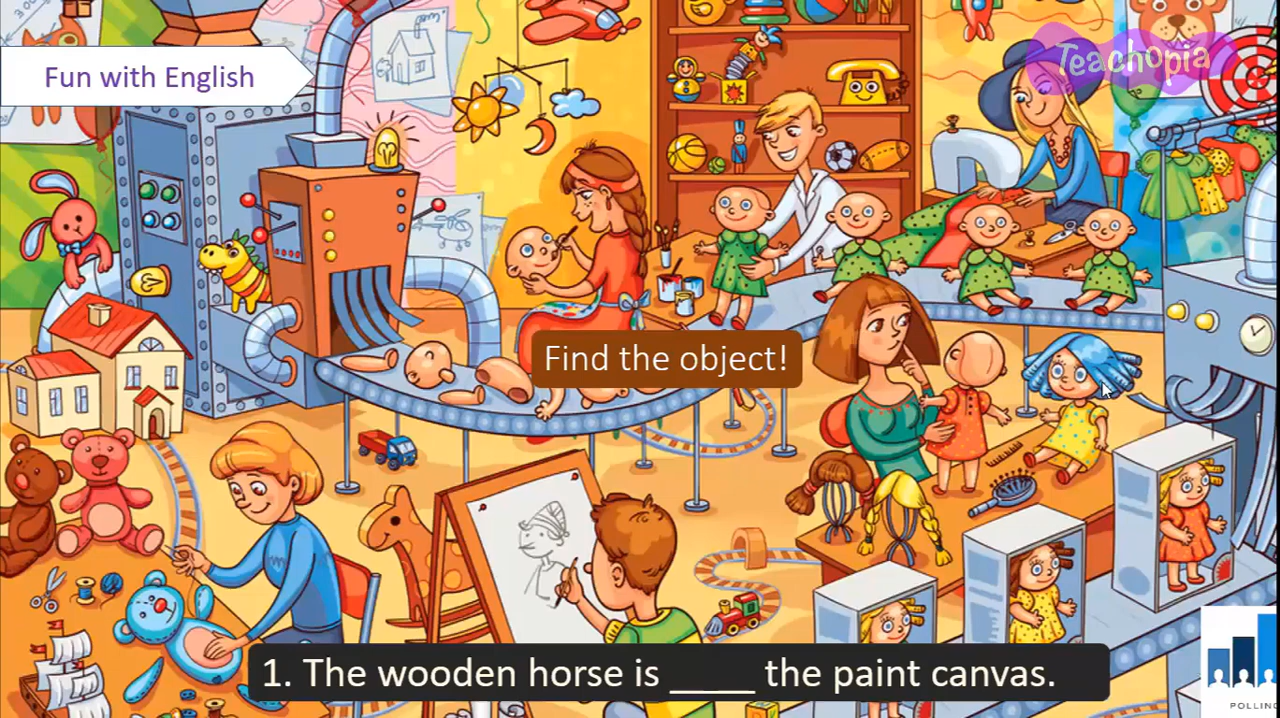 Fun with English
Teachopia
Find the object!
1. The wooden horse is ____ the paint canvas.